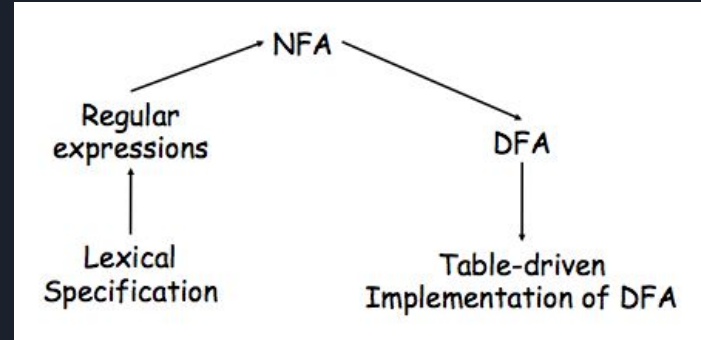 NFA
Regular
expressions
DFA
Lexical
Specification
Table-driven
Implementation of DFA